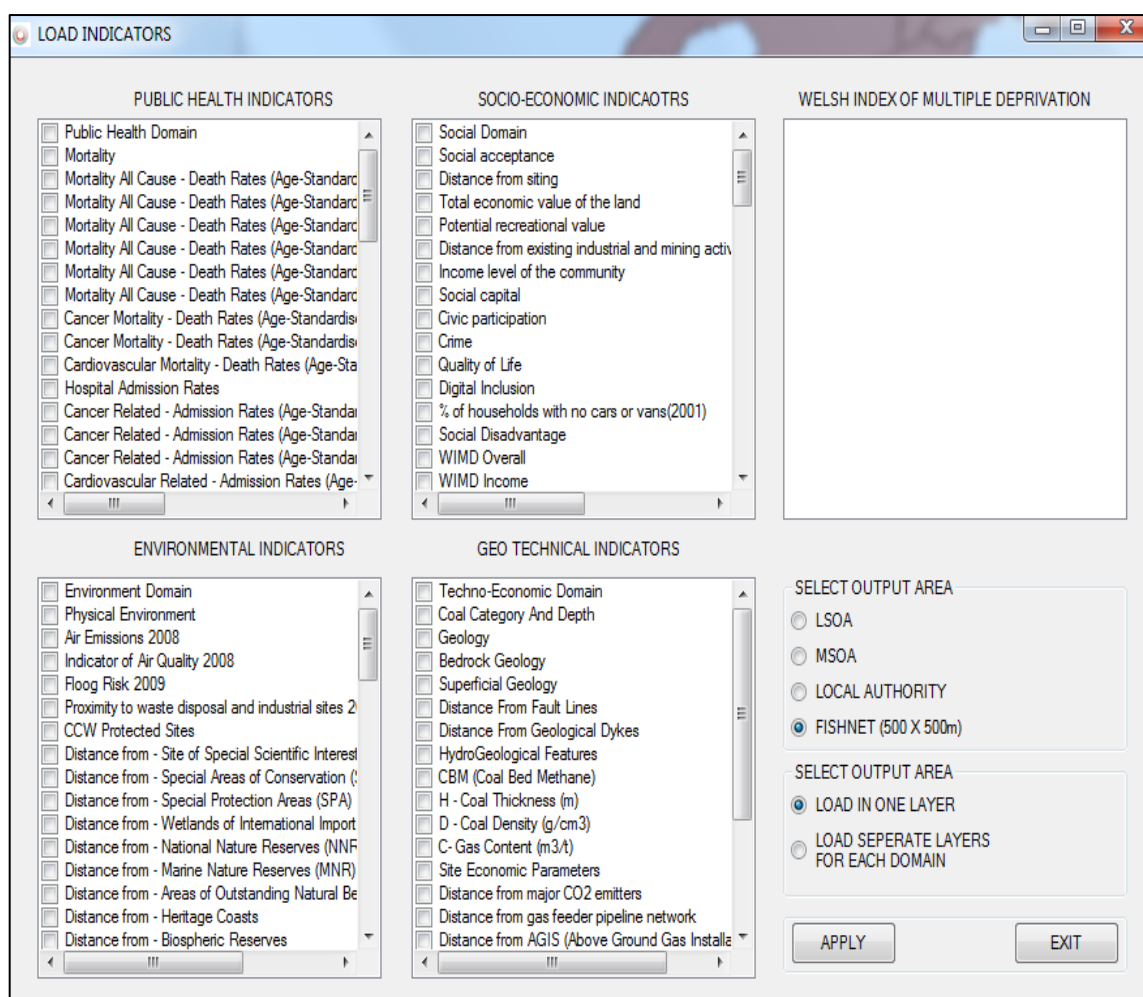 LOAD INDICATORS
PUBLIC HEALTH INDICATORS
Public Health Domain
Mortality
Mortality All Cause - Death Rates (Age-Standard
Mortality All Cause - Death Rates (Age-Standard
Mortality All Cause - Death Rates (Age-Standard
Mortality All Cause - Death Rates (Age-Standard
Mortality All Cause - Death Rates (Age-Standard
Mortality All Cause - Death Rates (Age-Standard
Cancer Mortality - Death Rates (Age-Standardise
Cancer Mortality - Death Rates (Age-Standardise
Cardiovascular Mortality - Death Rates (Age-Sta
Hospital Admission Rates
Cancer Related - Admission Rates (Age-Standar
Cancer Related - Admission Rates (Age-Standar
Cancer Related - Admission Rates (Age-Standar
Cardiovascular Related - Admission Rates (Age-
SOCIO-ECONOMIC INDICAOTRS
Social Domain
Social acceptance
Distance from siting
Total economic value of the land
Potential recreational value
Distance from existing industrial and mining activ
Income level of the community
Social capital
Civic participation
Crime
Quality of Life
Digital Inclusion
% of households with no cars or vans(2001)
Social Disadvantage
WIMD Overall
WIMD Income
WELSH INDEX OF MULTIPLE DEPRIVATION
ENVIRONMENTAL INDICATORS
Environment Domain
Physical Environment
Air Emissions 2008
Indicator of Air Quality 2008
Floog Risk 2009
Proximity to waste disposal and industrial sites 2
CCW Protected Sites
Distance from - Site of Special Scientific Interest
Distance from - Special Areas of Conservation (S
Distance from - Special Protection Areas (SPA)
Distance from - Wetlands of International Import
Distance from - National Nature Reserves (NNR
Distance from - Marine Nature Reserves (MNR)
Distance from - Areas of Outstanding Natural Be
Distance from - Heritage Coasts
Distance from - Biospheric Reserves
GEO TECHNICAL INDICATORS
Techno-Economic Domain
Coal Category And Depth
Geology
Bedrock Geology
Superficial Geology
Distance From Fault Lines
Distance From Geological Dykes
HydroGeological Features
CBM (Coal Bed Methane)
H - Coal Thickness (m)
D - Coal Density (g/cm3)
C- Gas Content (m3/t)
Site Economic Parameters
Distance from major CO2 emitters
Distance from gas feeder pipeline network
Distance from AGIS (Above Ground Gas Installa
SELECT OUTPUT AREA
LSOA
MSOA
LOCAL AUTHORITY
FISHNET (500 X 500m)
SELECT OUTPUT AREA
LOAD IN ONE LAYER
LOAD SEPERATE LAYERS
FOR EACH DOMAIN
APPLY
EXIT